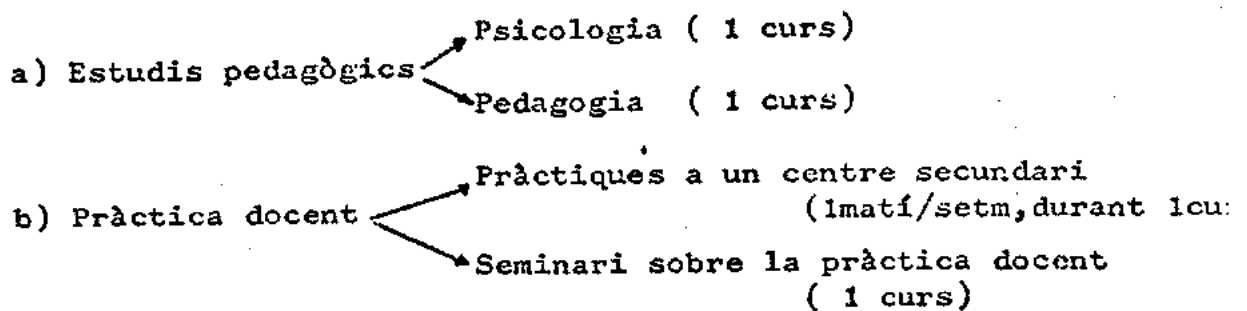 Psicologia ( 1 curs)
a) Estudis pedagògics
Pedagogia ( 1 curs)
Pràctiques a un centre secundari
(1matí/setm,durant 1cu
b) Pràctica docent
Seminari sobre la pràctica docent
( 1 curs)